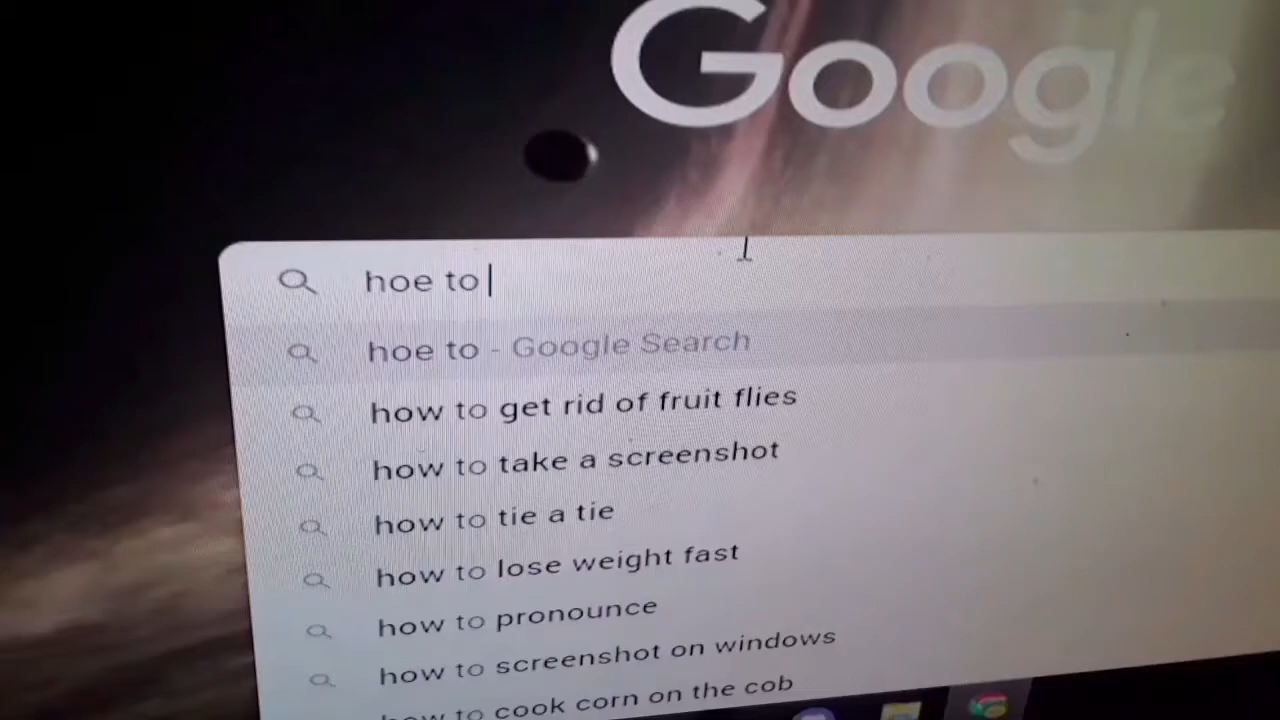 Google
hoe to
hoe to - Google Search
how to get rid of fruit flies
how to take a screenshot
how to tie a tie
how to lose weight fast
how to pronounce
how to screenshot on windows
how to cook corn on the cob